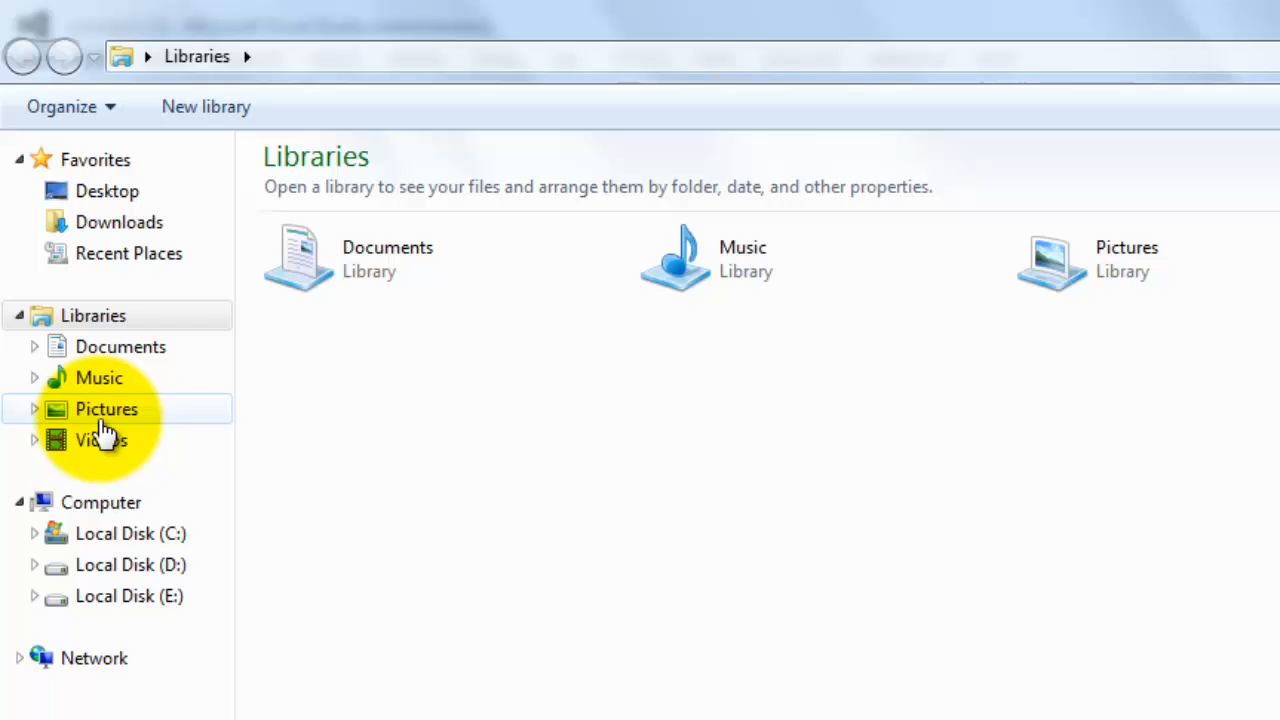 Libraries
Organize
New library
Favorites
Desktop
Downloads
Recent Places
Libraries
Documents
Music
Pictures
Computer
Local Disk (C:)
Local Disk (D:)
Local Disk (E:)
Network
Libraries
Open a library to see your files and arrange them by folder, date, and other properties.
Documents
Library
Music
Library
Pictures
Library